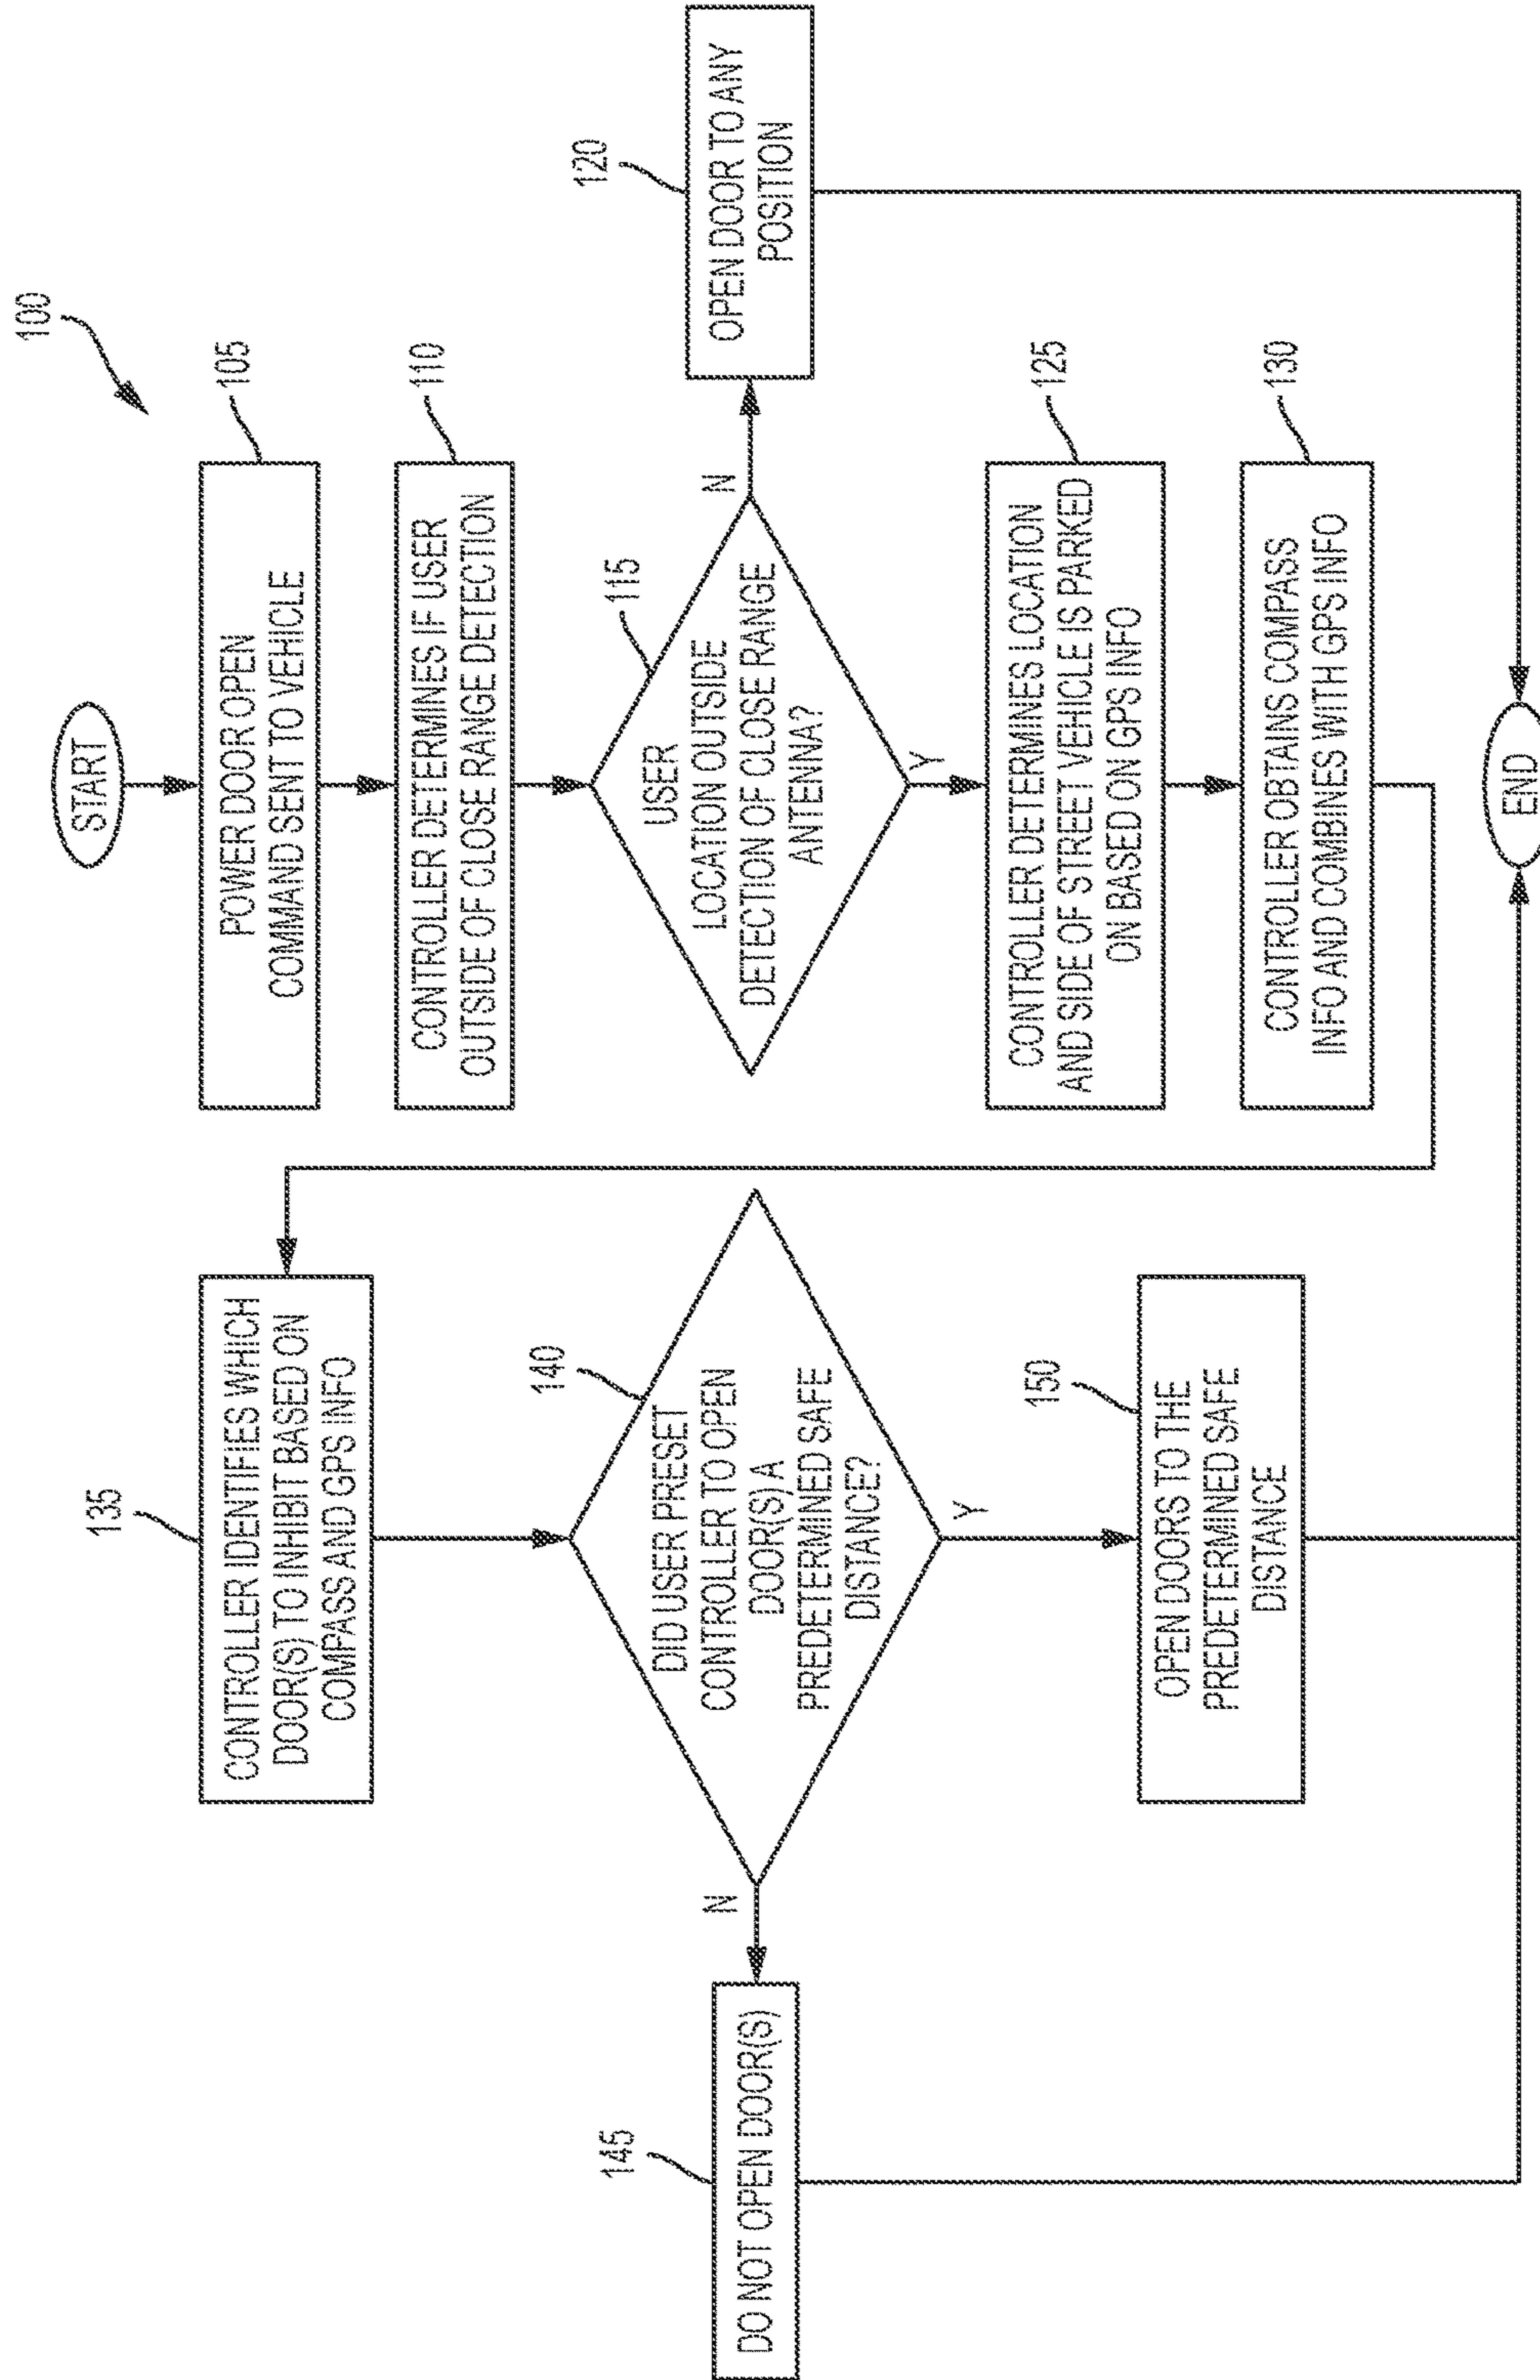 100
START
POWER DOOR OPEN
COMMAND SENT TO VEHICLE
105
CONTROLLER DETERMINES IF USER
OUTSIDE OF CLOSE RANGE DETECTION
110
USER
LOCATION OUTSIDE
DETECTION OF CLOSE RANGE
ANTENNA?
115
N
OPEN DOOR TO ANY
POSITION
120
Y
CONTROLLER DETERMINES LOCATION
AND SIDE OF STREET VEHICLE IS PARKED
ON BASED ON GPS INFO
125
CONTROLLER OBTAINS COMPASS
INFO AND COMBINES WITH GPS INFO
130
CONTROLLER IDENTIFIES WHICH
DOOR(S) TO INHIBIT BASED ON
COMPASS AND GPS INFO
135
DID USER PRESET
CONTROLLER TO OPEN
DOOR(S) A
PREDETERMINED SAFE
DISTANCE?
140
N
DO NOT OPEN DOOR(S)
145
Y
OPEN DOORS TO THE
PREDETERMINED SAFE
DISTANCE
150
END